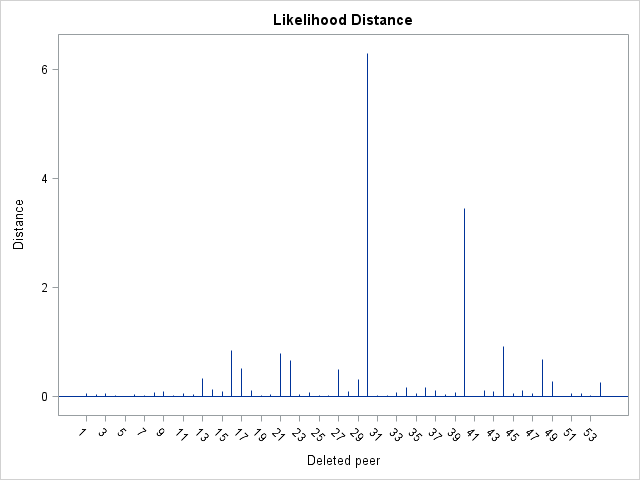 Likelihood Distance
6
4
2
0
Distance
1 3 5 7 9 11 13 15 17 19 21 23 25 27 29 31 33 35 37 39 41 43 45 47 49 51 53
Deleted peer